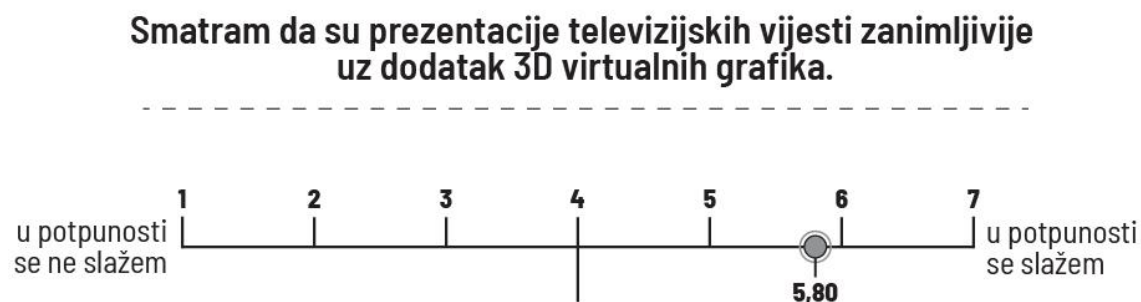 Smatram da su prezentacije televizijskih vijesti zanimljivije
uz dodatak 3D virtualnih grafika.
1 2 3 4 5 6 7
u potpunosti
se ne slažem
u potpunosti
se slažem
5,80